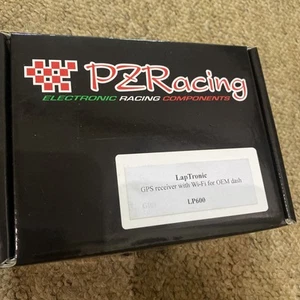 PZRacing
ELECTRONIC RACING COMPONENTS
LapTronic
GPS receiver with Wi-Fi for OEM dash
LP600